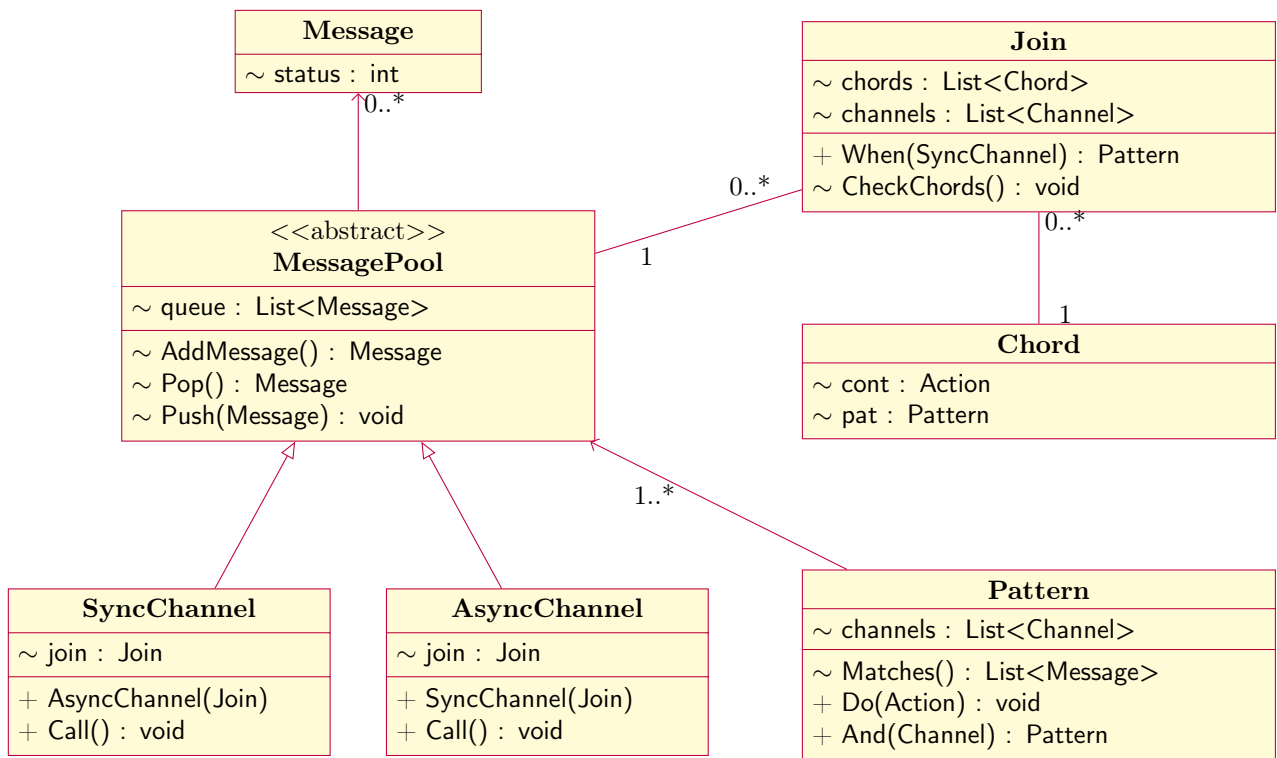 Message
~ status : int
0..*
Join
~ chords : List<Chord>
~ channels : List<Channel>
+ When(SyncChannel) : Pattern
~ CheckChords() : void
0..*
1
0..*
1
<<abstract>>
MessagePool
~ queue : List<Message>
~ AddMessage() : Message
~ Pop() : Message
~ Push(Message) : void
Chord
~ cont : Action
~ pat : Pattern
1..*
SyncChannel
~ join : Join
+ AsyncChannel(Join)
+ Call() : void
AsyncChannel
~ join : Join
+ SyncChannel(Join)
+ Call() : void
Pattern
~ channels : List<Channel>
~ Matches() : List<Message>
+ Do(Action) : void
+ And(Channel) : Pattern